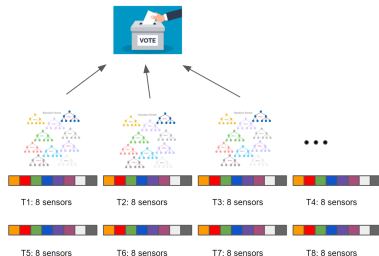 VOTE
T1: 8 sensors
T2: 8 sensors
T3: 8 sensors
T4: 8 sensors
T5: 8 sensors
T6: 8 sensors
T7: 8 sensors
T8: 8 sensors